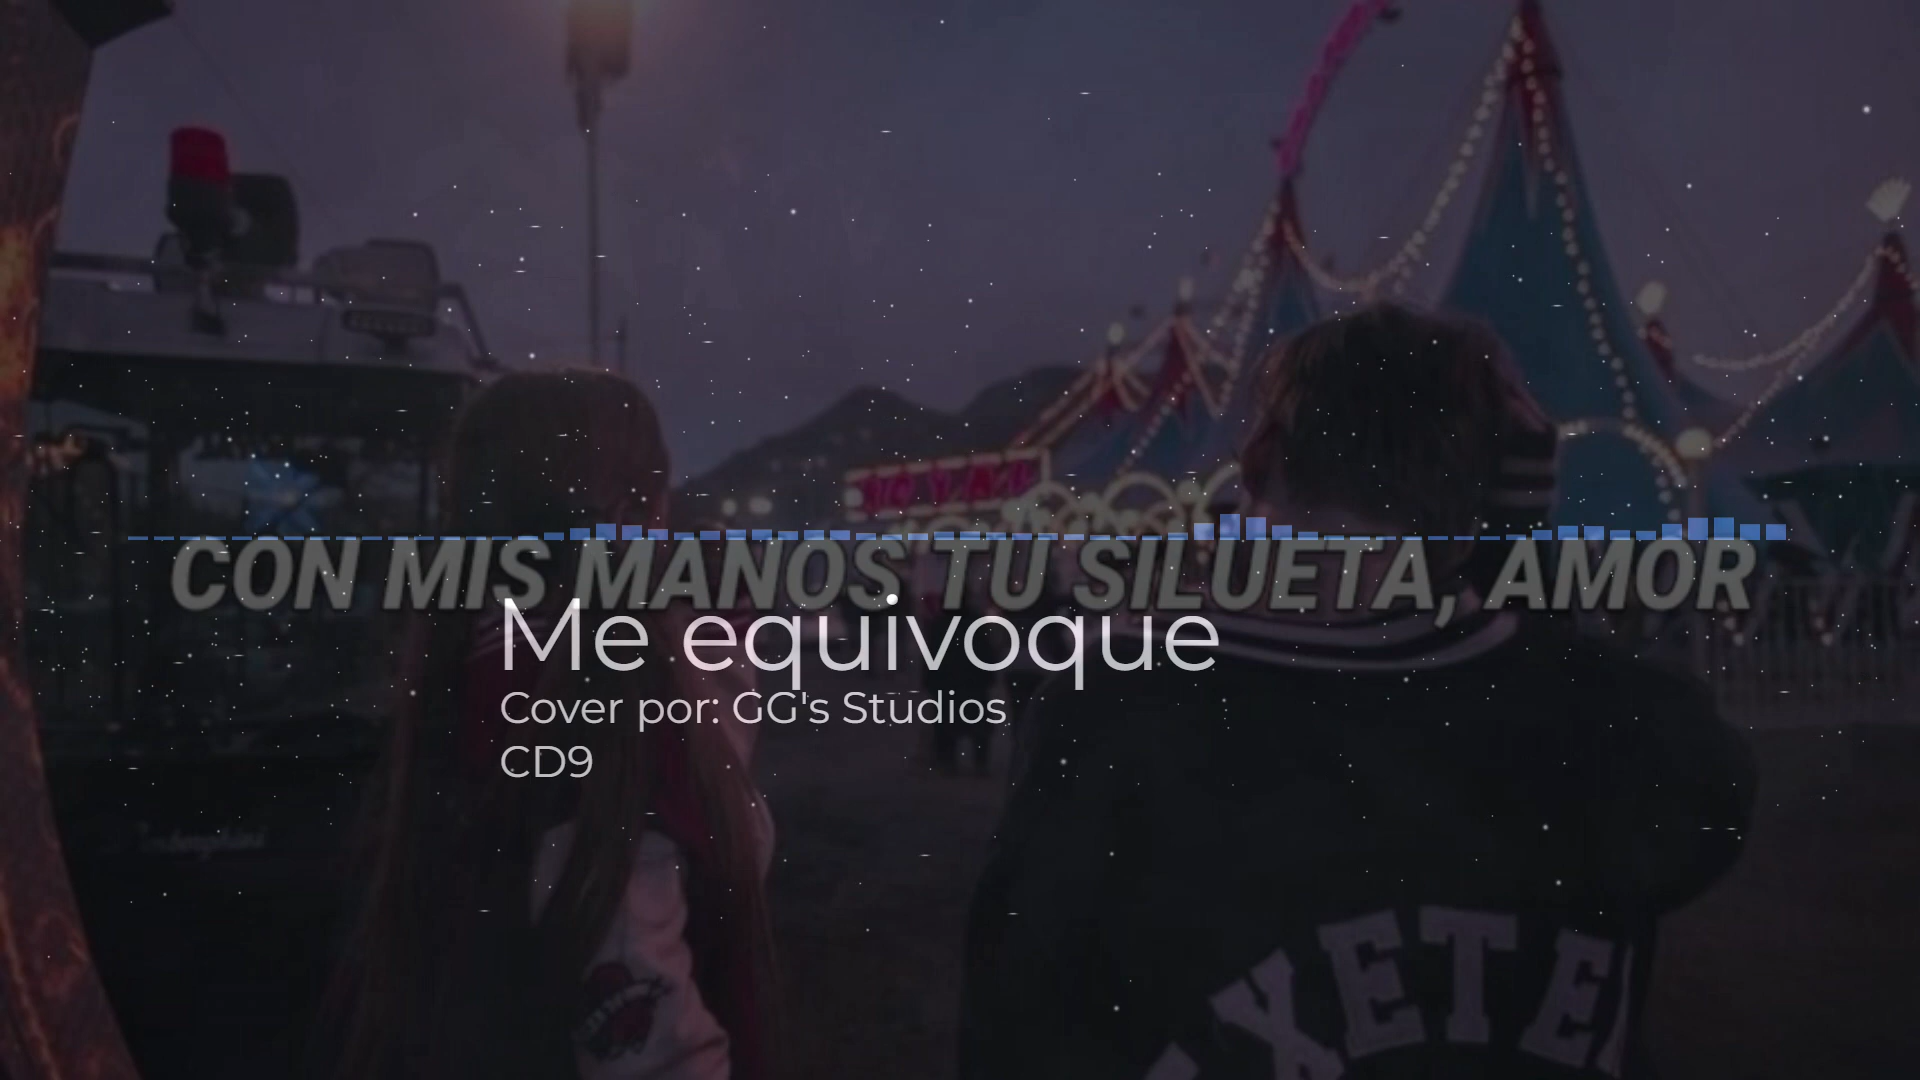 CON MIS MANOS TU SILUETA, AMOR
Me equivoque
Cover por: GG's Studios
CD9